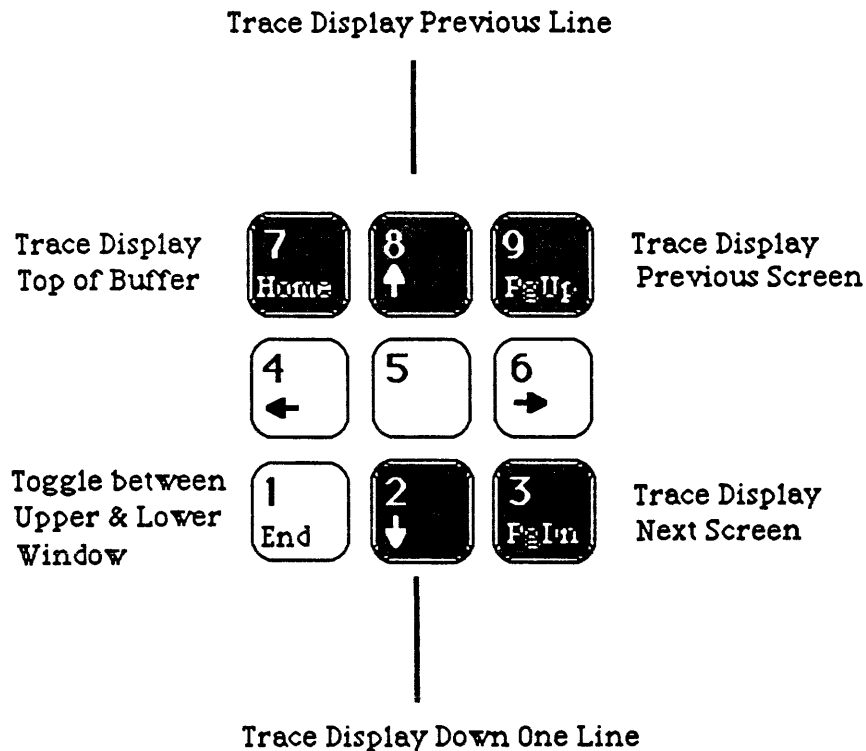 Trace Display Previous Line
Trace Display
Top of Buffer
7
Home
8
9
PgUp
Trace Display
Previous Screen
4
5
6
Toggle between
Upper & Lower
Window
1
End
2
3
PgDn
Trace Display
Next Screen
Trace Display Down One Line